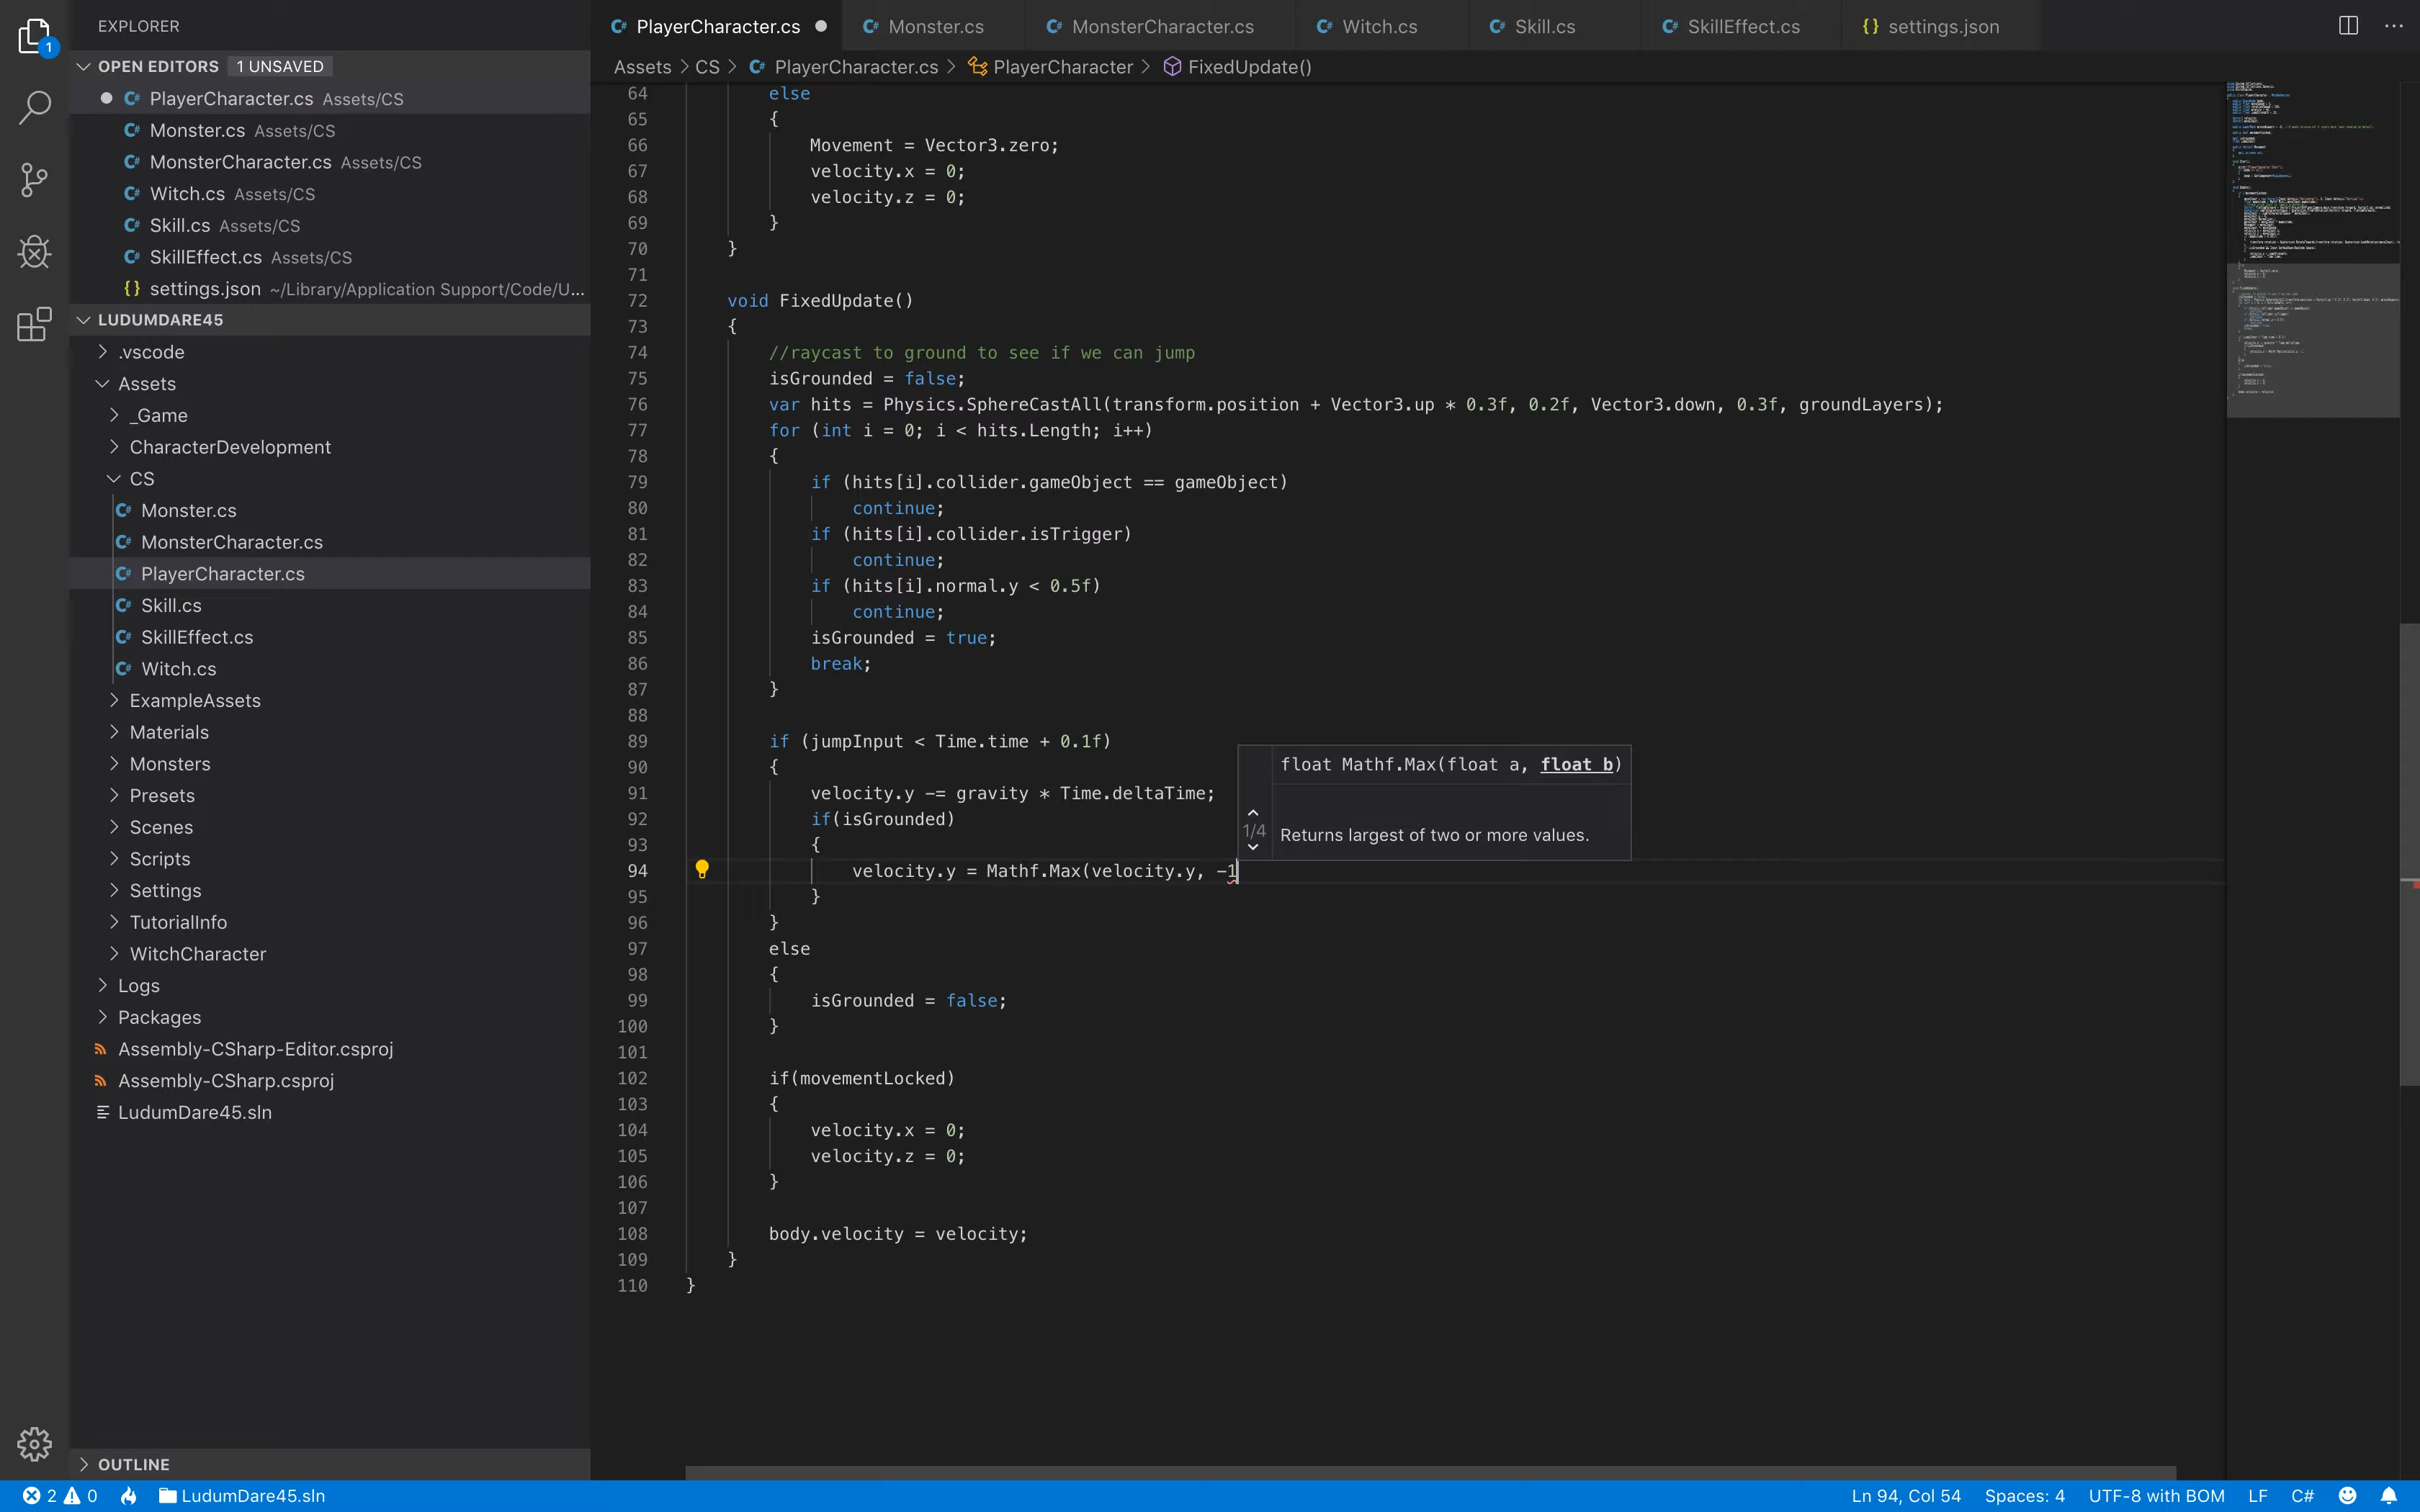 EXPLORER
OPEN EDITORS 1 UNSAVED
PlayerCharacter.cs Assets/CS
Monster.cs Assets/CS
MonsterCharacter.cs Assets/CS
Witch.cs Assets/CS
Skill.cs Assets/CS
SkillEffect.cs Assets/CS
{} settings.json ~/Library/Application Support/Code/U...
LUDUMDARE45
.vscode
Assets
_Game
CharacterDevelopment
CS
Monster.cs
MonsterCharacter.cs
PlayerCharacter.cs
Skill.cs
SkillEffect.cs
Witch.cs
ExampleAssets
Materials
Monsters
Presets
Scenes
Scripts
Settings
TutorialInfo
WitchCharacter
Logs
Packages
Assembly-CSharp-Editor.csproj
Assembly-CSharp.csproj
LudumDare45.sln
OUTLINE
1
PlayerCharacter.cs Monster.cs MonsterCharacter.cs Witch.cs Skill.cs SkillEffect.cs {} settings.json
Assets > CS > PlayerCharacter.cs > PlayerCharacter > FixedUpdate()
64 else
65 {
66 Movement = Vector3.zero;
67 velocity.x = 0;
68 velocity.z = 0;
69 }
70 }
71
72 void FixedUpdate()
73 {
74 //raycast to ground to see if we can jump
75 isGrounded = false;
76 var hits = Physics.SphereCastAll(transform.position + Vector3.up * 0.3f, 0.2f, Vector3.down, 0.3f, groundLayers);
77 for (int i = 0; i < hits.Length; i++)
78 {
79 if (hits[i].collider.gameObject == gameObject)
80 continue;
81 if (hits[i].collider.isTrigger)
82 continue;
83 if (hits[i].normal.y < 0.5f)
84 continue;
85 isGrounded = true;
86 break;
87 }
88
89 if (jumpInput < Time.time + 0.1f)
90 {
91 velocity.y -= gravity * Time.deltaTime;
92 if(isGrounded)
93 {
94 velocity.y = Mathf.Max(velocity.y, -1
95 }
96 }
97 else
98 {
99 isGrounded = false;
100 }
101
102 if(movementLocked)
103 {
104 velocity.x = 0;
105 velocity.z = 0;
106 }
107
108 body.velocity = velocity;
109 }
110 }
float Mathf.Max(float a, float b)
1/4
Returns largest of two or more values.
2 0 LudumDare45.sln Ln 94, Col 54 Spaces: 4 UTF-8 with BOM LF C#